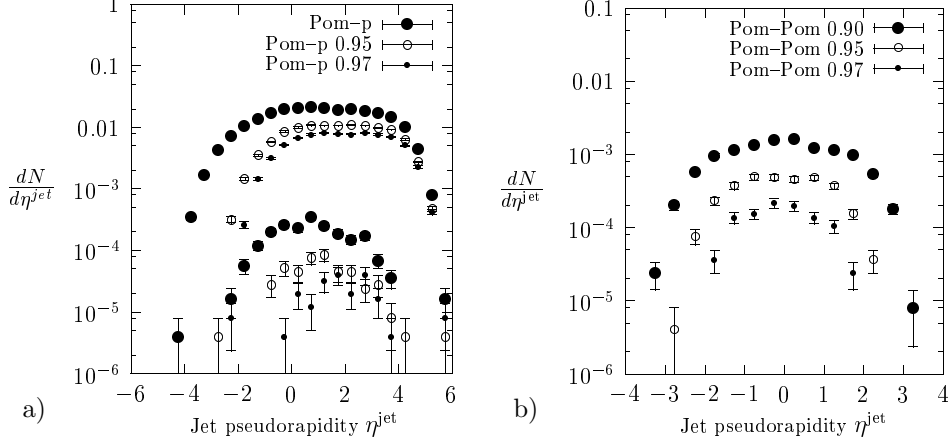 1
0.1
0.01
10⁻³
10⁻⁴
10⁻⁵
10⁻⁶
dN
dη^jet
Pom-p
Pom–p 0.95
Pom–p 0.97
−6 −4 −2 0 2 4 6
Jet pseudorapidity η^jet
a)
0.1
0.01
10⁻³
10⁻⁴
10⁻⁵
10⁻⁶
dN
dη^jet
Pom–Pom 0.90
Pom–Pom 0.95
Pom–Pom 0.97
−4 −3 −2 −1 0 1 2 3 4
Jet pseudorapidity η^jet
b)